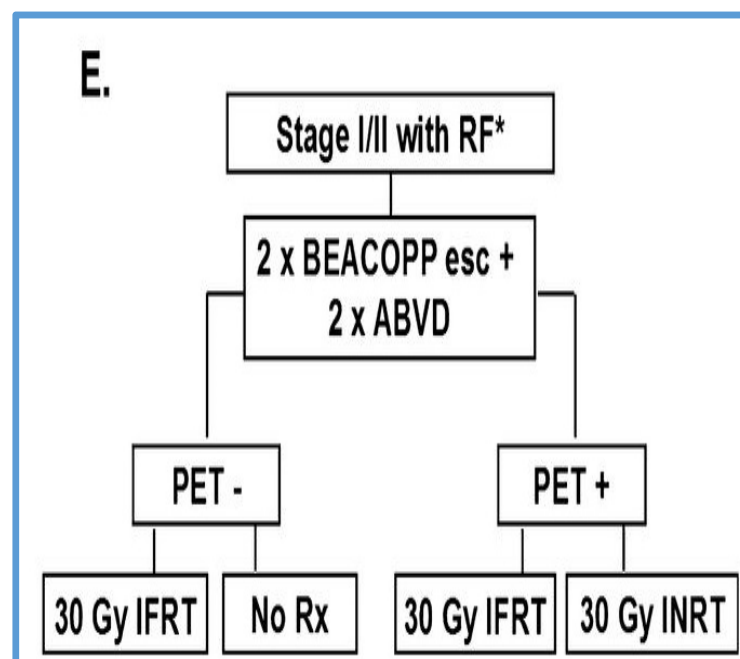 E.
Stage I/II with RF*
2 x BEACOPP esc +
2 x ABVD
PET -
PET +
30 Gy IFRT
No Rx
30 Gy IFRT
30 Gy INRT